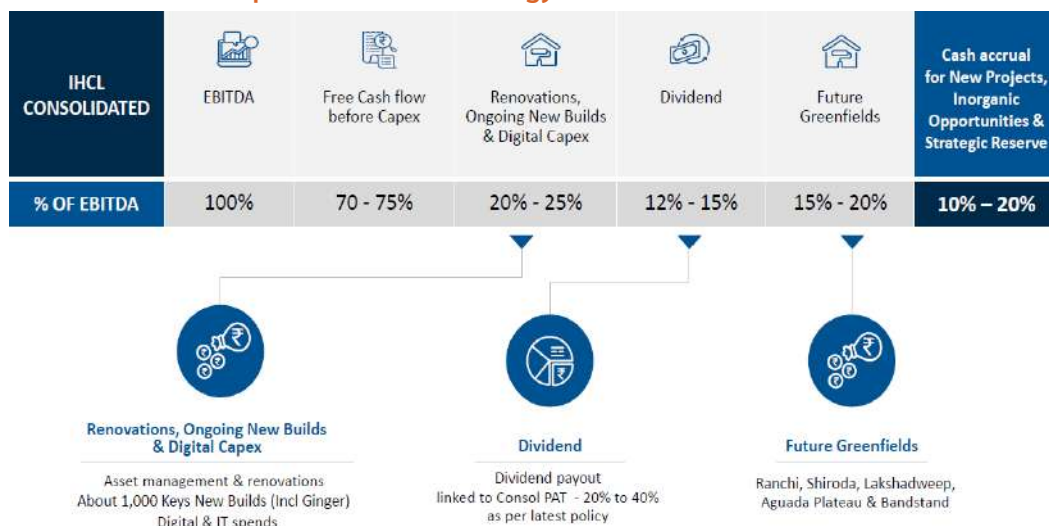 IHCL
CONSOLIDATED
EBITDA
Free Cash flow
before Capex
Renovations,
Ongoing New Builds
& Digital Capex
Dividend
Future
Greenfields
Cash accrual
for New Projects,
Inorganic
Opportunities &
Strategic Reserve
% OF EBITDA
100%
70 - 75%
20% - 25%
12% - 15%
15% - 20%
10% – 20%
Renovations, Ongoing New Builds
& Digital Capex
Asset management & renovations
About 1,000 Keys New Builds (Incl Ginger)
Digital & IT spends
Dividend
Dividend payout
linked to Consol PAT - 20% to 40%
as per latest policy
Future Greenfields
Ranchi, Shiroda, Lakshadweep,
Aguada Plateau & Bandstand